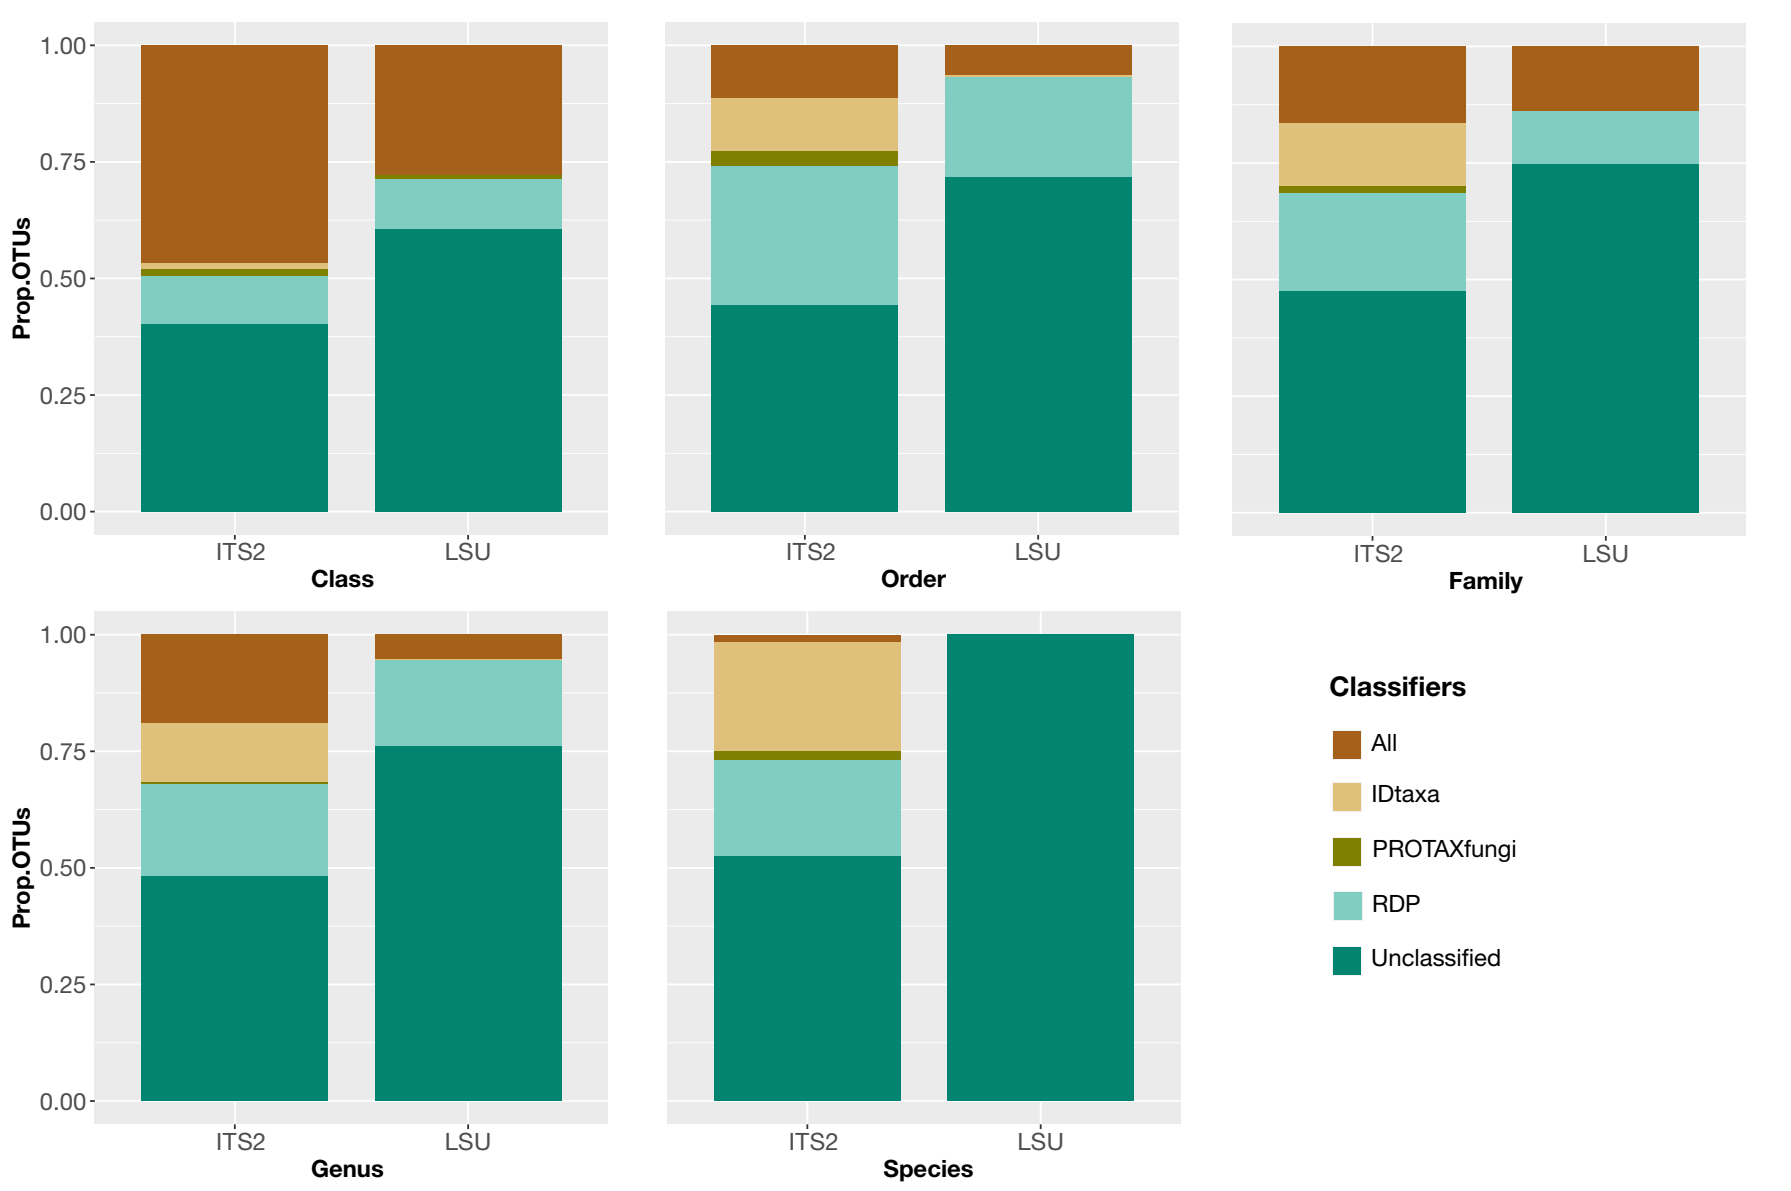 Prop.OTUs
1.00
0.75
0.50
0.25
0.00
ITS2 LSU
Class
ITS2 LSU
Order
ITS2 LSU
Family
Prop.OTUs
1.00
0.75
0.50
0.25
0.00
ITS2 LSU
Genus
ITS2 LSU
Species
Classifiers
All
IDtaxa
PROTAXfungi
RDP
Unclassified